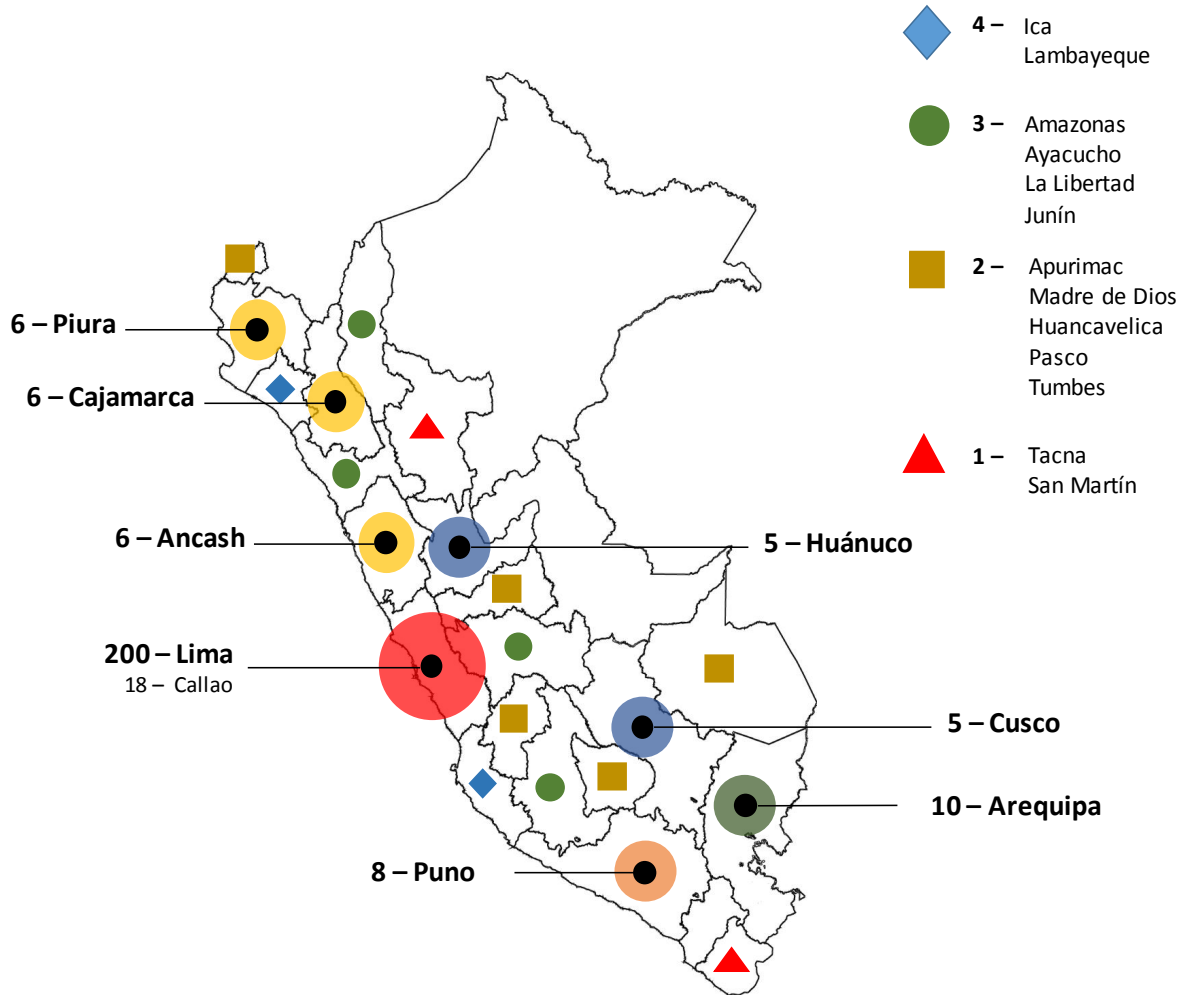 4 – Ica
Lambayeque
3 – Amazonas
Ayacucho
La Libertad
Junín
2 – Apurimac
Madre de Dios
Huancavelica
Pasco
Tumbes
1 – Tacna
San Martín
6 – Piura
6 – Cajamarca
6 – Ancash
5 – Huánuco
200 – Lima
18 – Callao
5 – Cusco
10 – Arequipa
8 – Puno